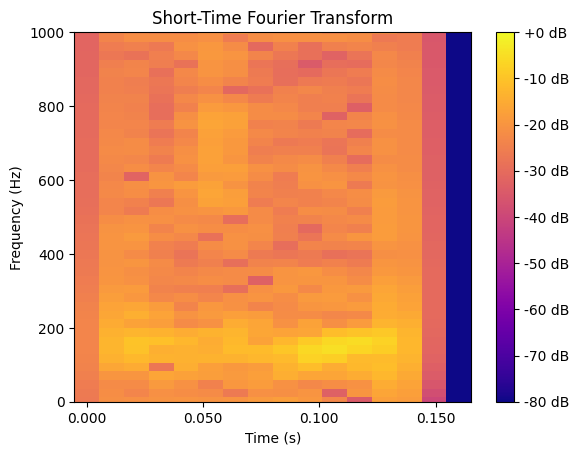 Short-Time Fourier Transform
1000
800
600
400
200
0
Frequency (Hz)
0.000
0.050
0.100
0.150
Time (s)
+0 dB
-10 dB
-20 dB
-30 dB
-40 dB
-50 dB
-60 dB
-70 dB
-80 dB